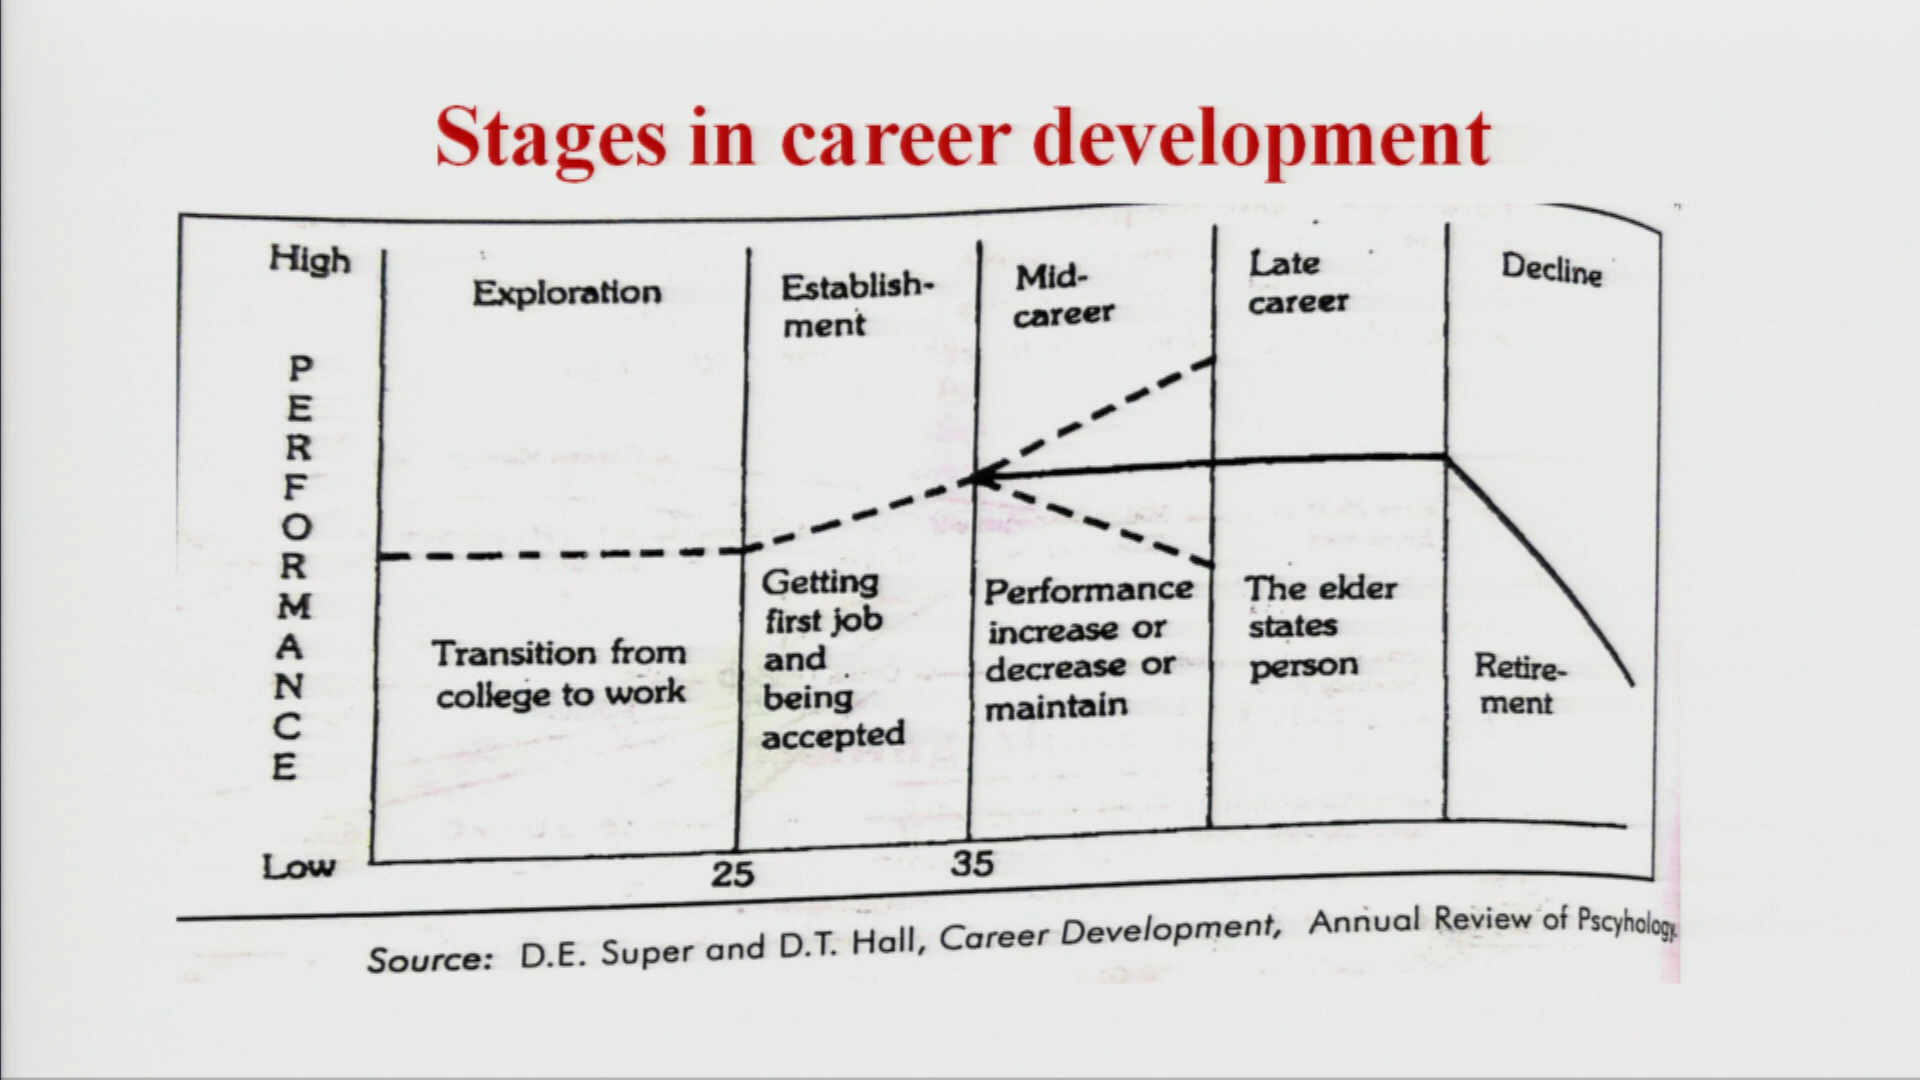 Stages in career development
High
PERFORMANCE
Low
Exploration
Establish-
ment
Mid-
career
Late
career
Decline
Transition from
college to work
Getting
first job
and
being
accepted
Performance
increase or
decrease or
maintain
The elder
states
person
Retire-
ment
25
35
Source: D.E. Super and D.T. Hall, Career Development, Annual Review of Pscyhology,